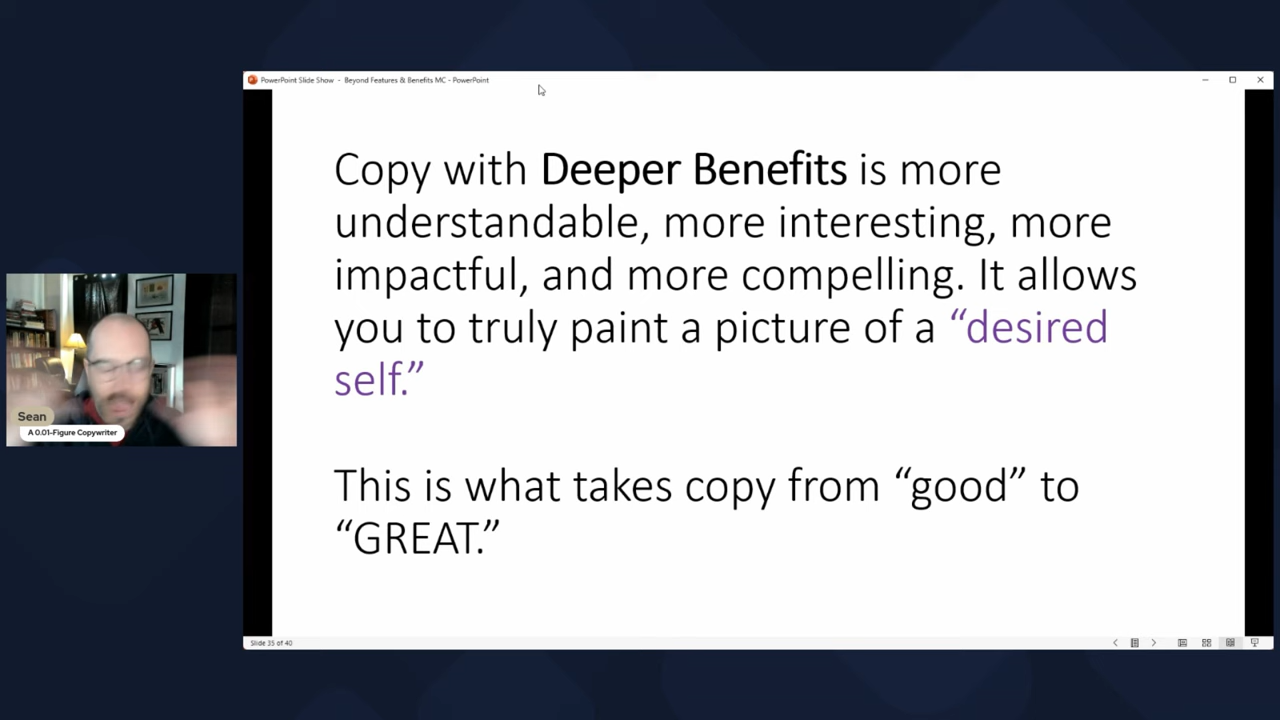 PowerPoint Slide Show - Beyond Features & Benefits MC - PowerPoint
Copy with Deeper Benefits is more
understandable, more interesting, more
impactful, and more compelling. It allows
you to truly paint a picture of a “desired
self.”
This is what takes copy from “good” to
“GREAT.”
Sean
A 0.01-Figure Copywriter
Slide 35 of 40